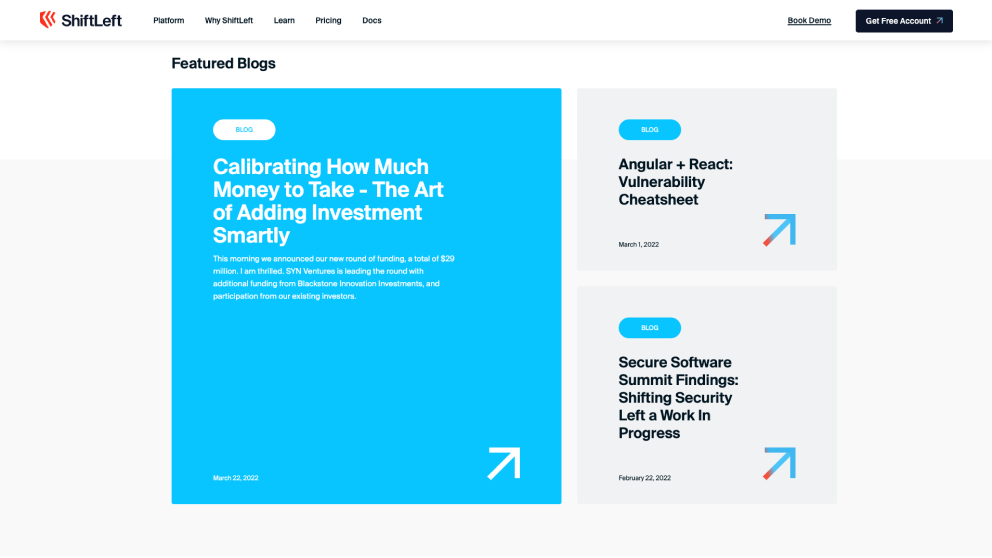 ShiftLeft
Platform
Why ShiftLeft
Learn
Pricing
Docs
Book Demo
Get Free Account
Featured Blogs
BLOG
Calibrating How Much
Money to Take - The Art
of Adding Investment
Smartly
This morning we announced our new round of funding, a total of $29
million. I am thrilled. SYN Ventures is leading the round with
additional funding from Blackstone Innovation Investments, and
participation from our existing investors.
March 22, 2022
BLOG
Angular + React:
Vulnerability
Cheatsheet
March 1, 2022
BLOG
Secure Software
Summit Findings:
Shifting Security
Left a Work In
Progress
February 22, 2022